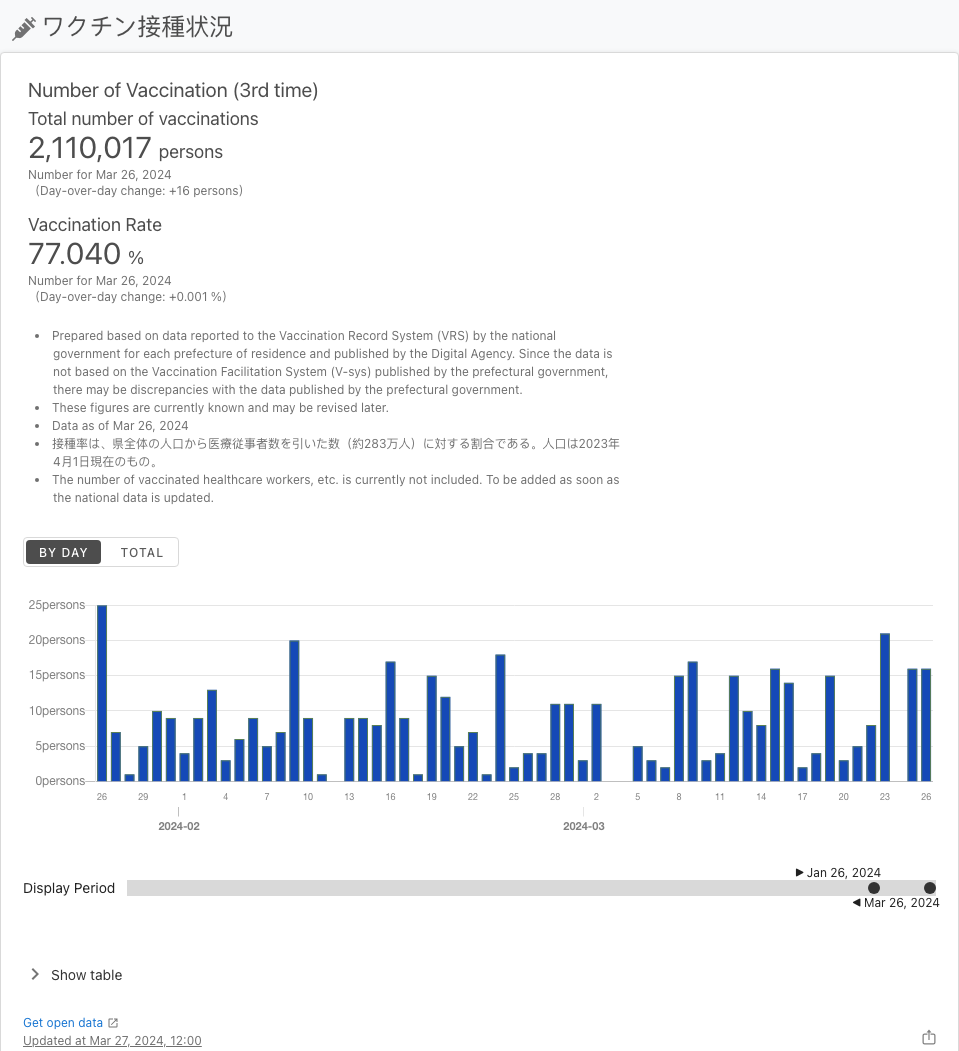 ワクチン接種状況
Number of Vaccination (3rd time)
Total number of vaccinations
2,110,017 persons
Number for Mar 26, 2024
（Day-over-day change: +16 persons)
Vaccination Rate
77.040 %
Number for Mar 26, 2024
（Day-over-day change: +0.001 %)
• Prepared based on data reported to the Vaccination Record System (VRS) by the national
government for each prefecture of residence and published by the Digital Agency. Since the data is
not based on the Vaccination Facilitation System (V-sys) published by the prefectural government,
there may be discrepancies with the data published by the prefectural government.
• These figures are currently known and may be revised later.
• Data as of Mar 26, 2024
• 接種率は、県全体の人口から医療従事者数を引いた数（約283万人）に対する割合である。人口は2023年
4月1日現在のもの。
• The number of vaccinated healthcare workers, etc. is currently not included. To be added as soon as
the national data is updated.
BY DAY TOTAL
25persons
20persons
15persons
10persons
5persons
0persons
26 29 1 4 7 10 13 16 19 22 25 28 2 5 8 11 14 17 20 23 26
2024-02 2024-03
Jan 26, 2024
Display Period
Mar 26, 2024
Show table
Get open data
Updated at Mar 27, 2024, 12:00